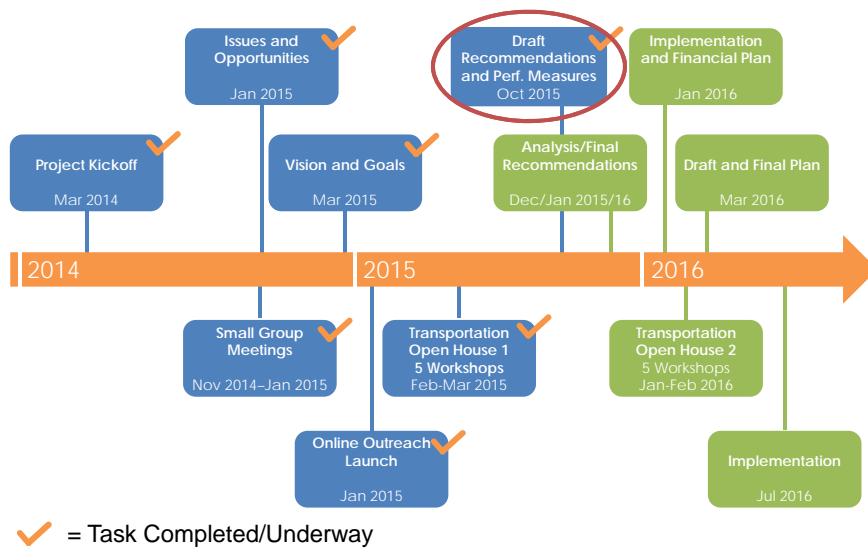 Issues and
Opportunities
Jan 2015
Draft
Recommendations
and Perf. Measures
Oct 2015
Implementation
and Financial Plan
Jan 2016
Project Kickoff
Mar 2014
Vision and Goals
Mar 2015
Analysis/Final
Recommendations
Dec/Jan 2015/16
Draft and Final Plan
Mar 2016
2014
2015
2016
Small Group
Meetings
Nov 2014–Jan 2015
Transportation
Open House 1
5 Workshops
Feb-Mar 2015
Transportation
Open House 2
5 Workshops
Jan-Feb 2016
Online Outreach
Launch
Jan 2015
Implementation
Jul 2016
= Task Completed/Underway